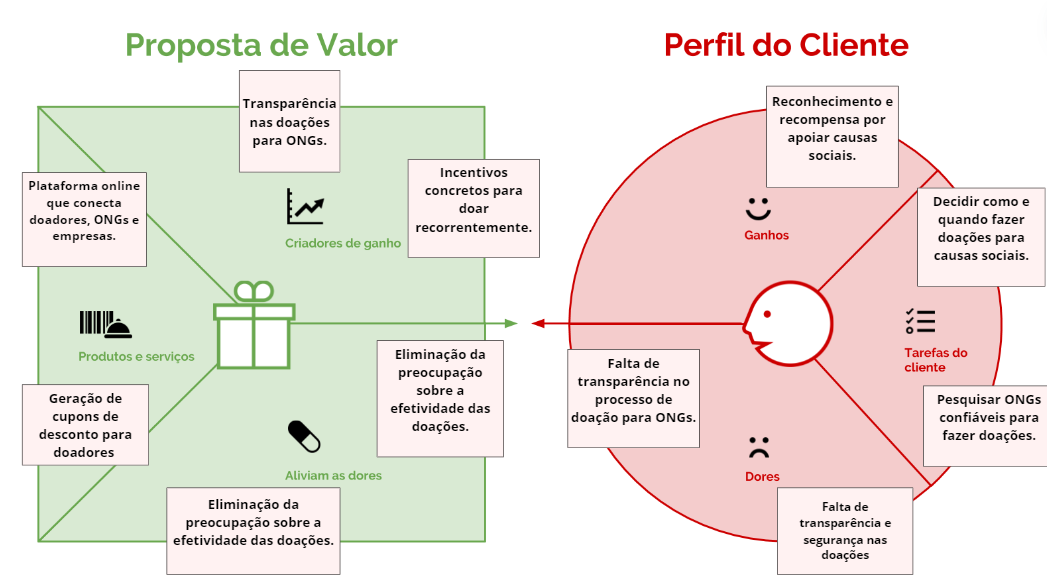 Proposta de Valor
Transparência
nas doações
para ONGs.
Incentivos
concretos para
doar
recorrentemente.
Plataforma online
que conecta
doadores, ONGs e
empresas.
Criadores de ganho
Produtos e serviços
Eliminação da
preocupação
sobre a
efetividade das
doações.
Geração de
cupons de
desconto para
doadores
Aliviam as dores
Eliminação da
preocupação sobre a
efetividade das doações.
Perfil do Cliente
Reconhecimento e
recompensa por
apoiar causas
sociais.
Ganhos
Decidir como e
quando fazer
doações para
causas sociais.
Tarefas do
cliente
Falta de
transparência no
processo de
doação para ONGs.
Pesquisar ONGs
confiáveis para
fazer doações.
Dores
Falta de
transparência e
segurança nas
doações